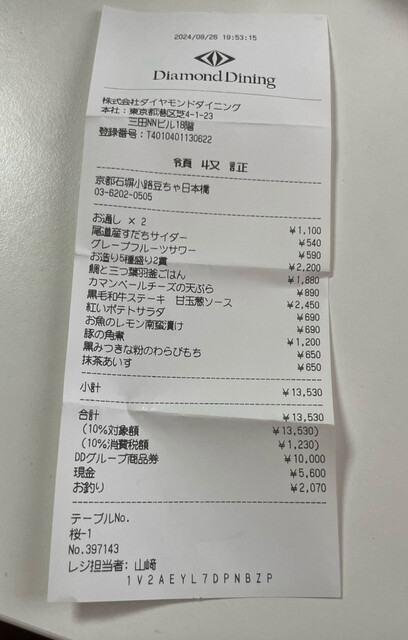 2024/08/26 19:53:15
Diamond Dining
株式会社ダイヤモンドダイニング
本社：東京都港区芝4-1-23
三田NNビル18階
登録番号：T4010401130622
領 収 証
京都石塀小路豆ちゃ日本橋
03-6202-0505
お通し × 2 ¥1,100
尾道産すだちサイダー ¥540
グレープフルーツサワー ¥590
お造り5種盛り2貫 ¥2,200
鯛と三つ葉羽釜ごはん ¥1,880
カマンベールチーズの天ぷら ¥890
黒毛和牛ステーキ 甘玉葱ソース ¥2,450
紅いポテトサラダ ¥690
お魚のレモン南蛮漬け ¥690
豚の角煮 ¥1,200
黒みつきな粉のわらびもち ¥650
抹茶あいす ¥650
小計 ¥13,530
合計 ¥13,530
(10%対象額 ¥13,530)
(10%消費税額 ¥1,230)
DDグループ商品券 ¥10,000
現金 ¥5,600
お釣り ¥2,070
テーブルNo.
桜-1
No.397143
レジ担当者: 山﨑
1V2AEYL7DPNBZP